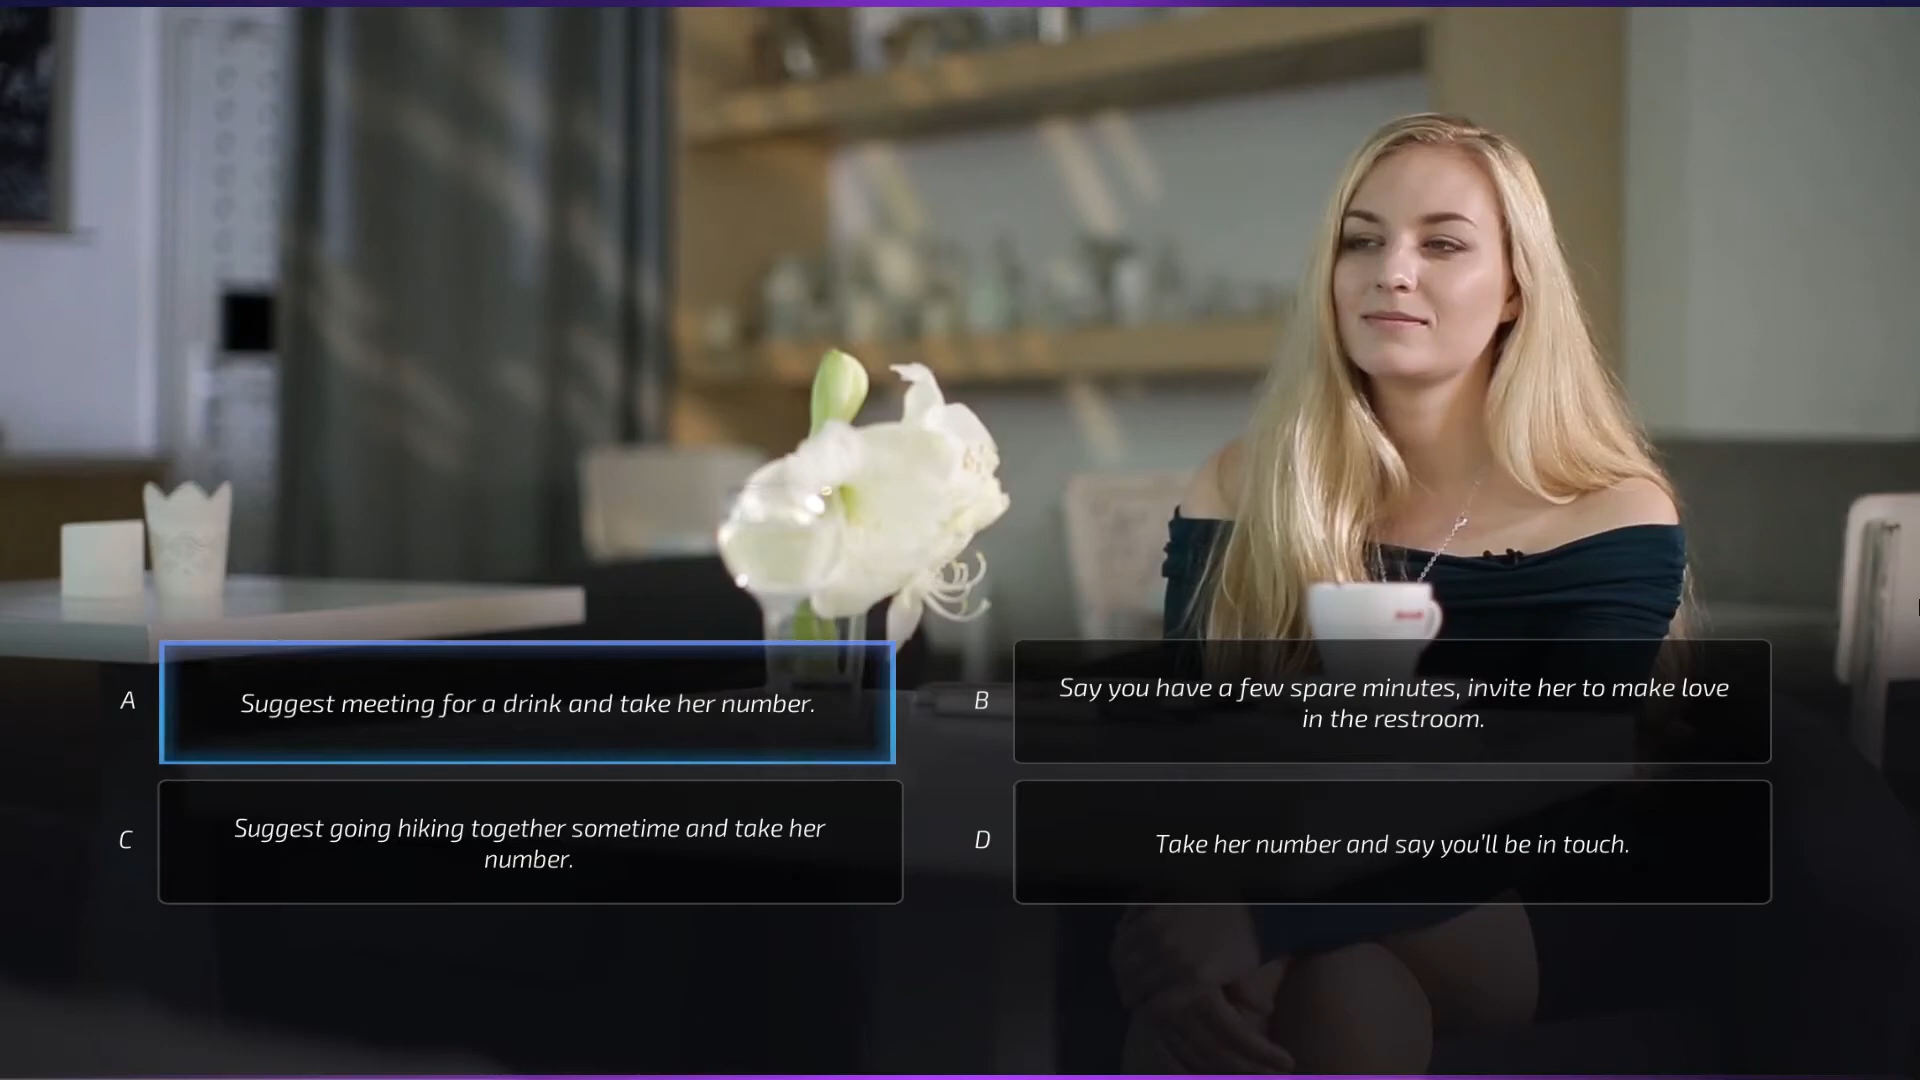 A
Suggest meeting for a drink and take her number.
B
Say you have a few spare minutes, invite her to make love
in the restroom.
C
Suggest going hiking together sometime and take her
number.
D
Take her number and say you'll be in touch.